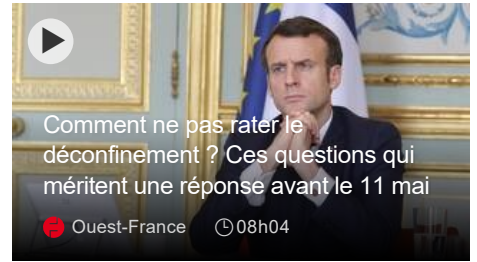 Comment ne pas rater le
déconfinement ? Ces questions qui
méritent une réponse avant le 11 mai
Ouest-France 08h04